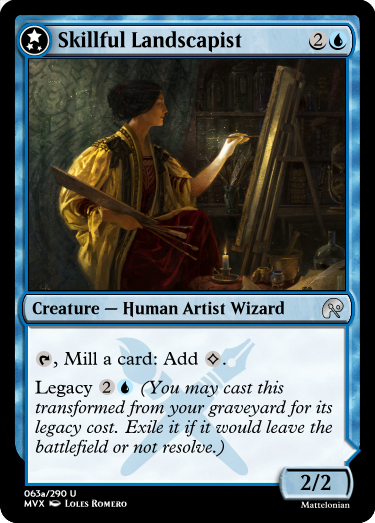 Skillful Landscapist 2
Creature — Human Artist Wizard
, Mill a card: Add .
Legacy 2 (You may cast this
transformed from your graveyard for its
legacy cost. Exile it if it would leave the
battlefield or not resolve.)
2/2
063a/290 U
MVX Loles Romero
Mattelonian